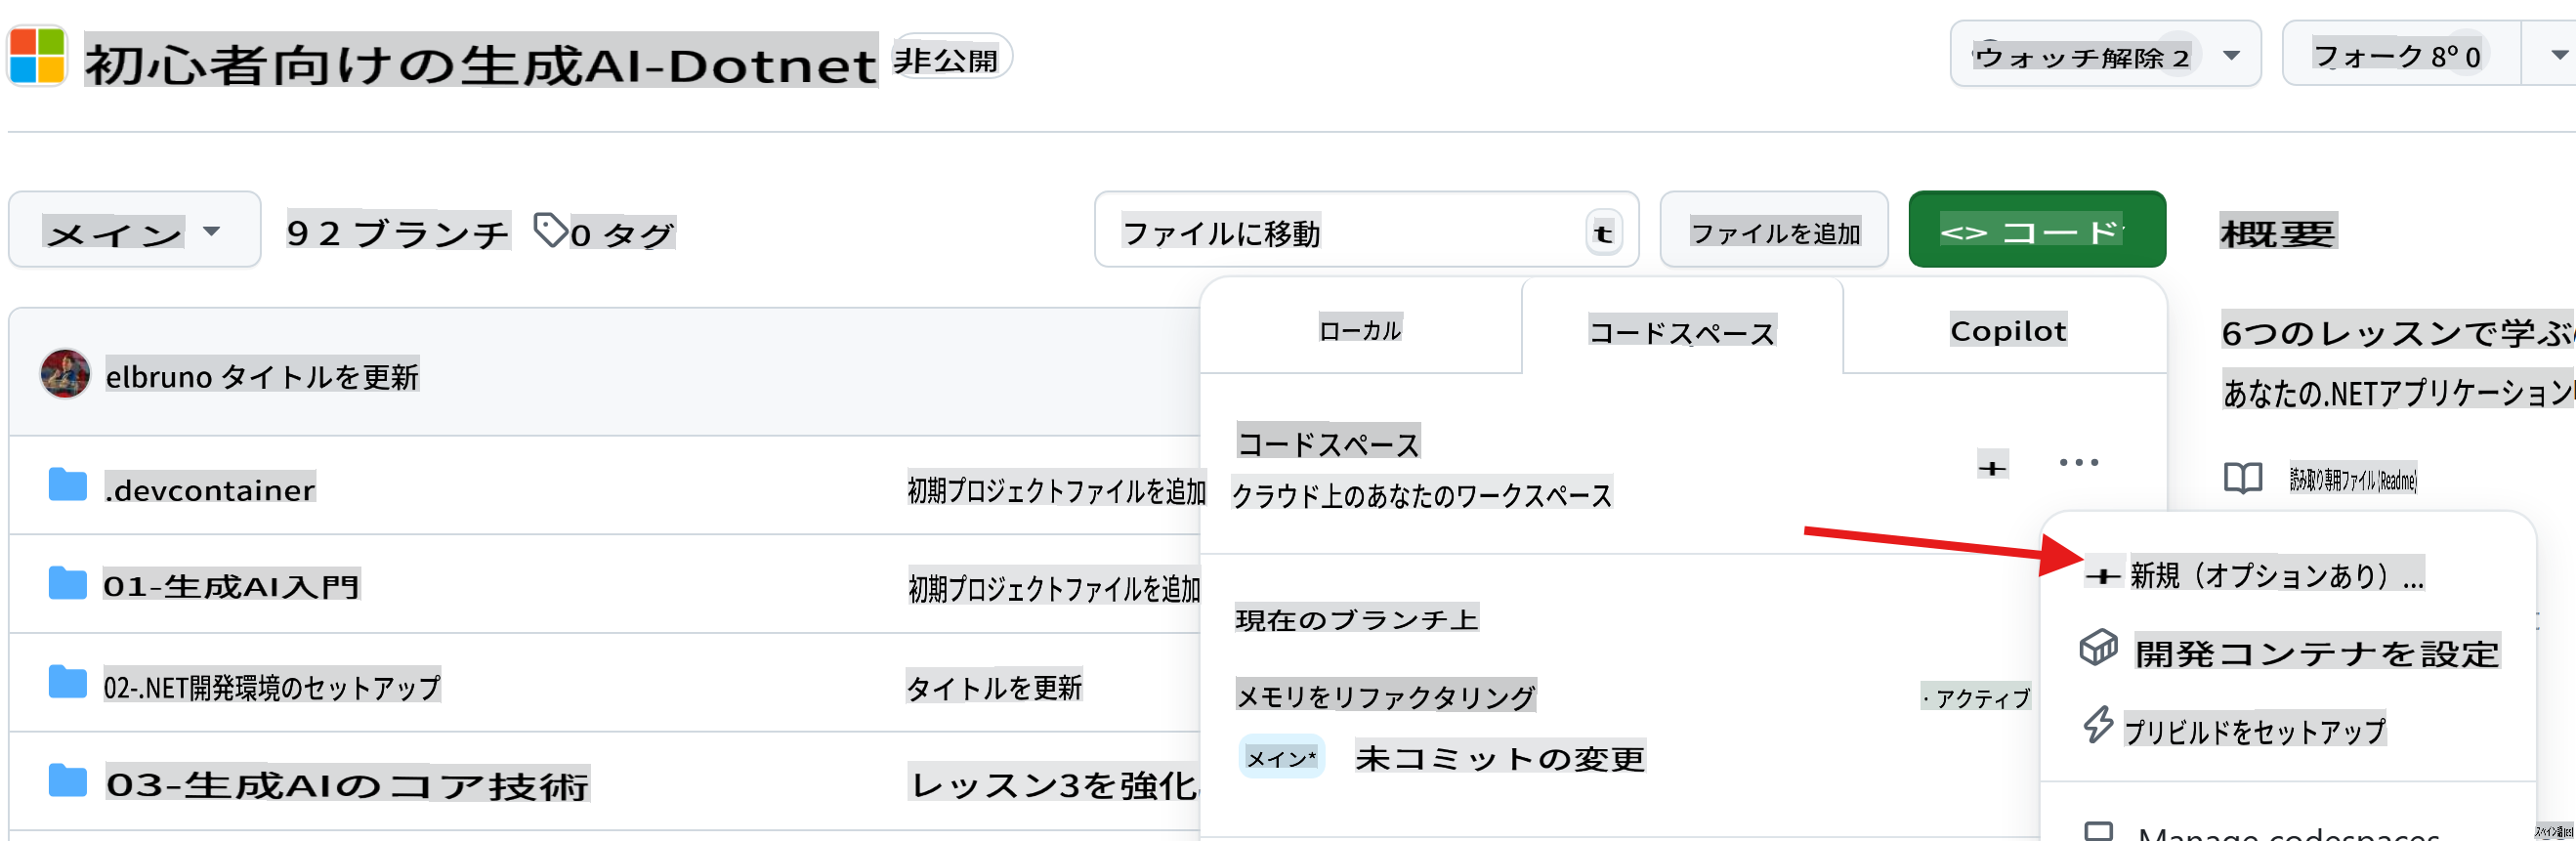 初心者向けの生成AI-Dotnet 非公開
ウォッチ解除 2
フォーク 8º 0
メイン
9 2 ブランチ
0 タグ
ファイルに移動
t
ファイルを追加
<> コード
概要
ローカル
コードスペース
Copilot
6つのレッスンで学ぶ
あなたの.NETアプリケーション
elbruno タイトルを更新
コードスペース
クラウド上のあなたのワークスペース
+
...
読み取り専用ファイル (Readme)
.devcontainer
初期プロジェクトファイルを追加
01-生成AI入門
初期プロジェクトファイルを追加
+ 新規（オプションあり）...
現在のブランチ上
開発コンテナを設定
02-.NET開発環境のセットアップ
タイトルを更新
メモリをリファクタリング
· アクティブ
プリビルドをセットアップ
メイン*
未コミットの変更
03-生成AIのコア技術
レッスン3を強化
Manage codespaces